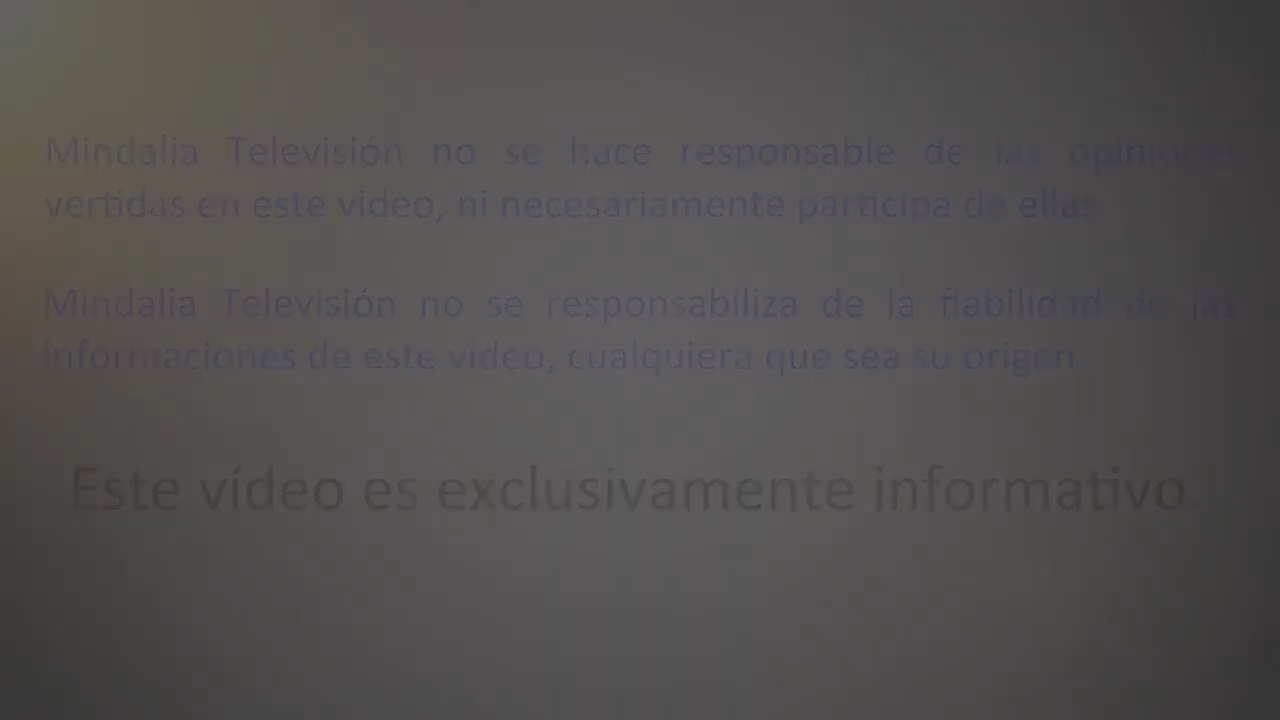 Mindalia Televisión no se hace responsable de las opiniones
vertidas en este video, ni necesariamente participa de ellas
Mindalia Televisión no se responsabiliza de la fiabilidad de las
informaciones de este video, cualquiera que sea su origen
Este vídeo es exclusivamente informativo.